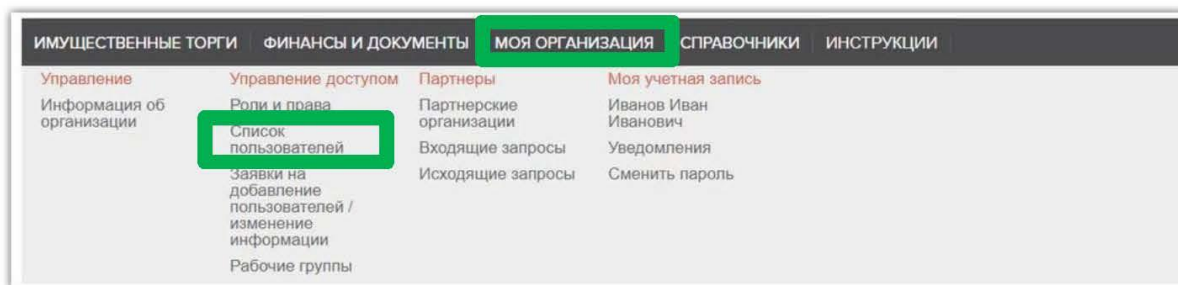 ИМУЩЕСТВЕННЫЕ ТОРГИ ФИНАНСЫ И ДОКУМЕНТЫ МОЯ ОРГАНИЗАЦИЯ СПРАВОЧНИКИ ИНСТРУКЦИИ
Управление
Информация об
организации
Управление доступом
Роли и права
Список
пользователей
Заявки на
добавление
пользователей /
изменение
информации
Рабочие группы
Партнеры
Партнерские
организации
Входящие запросы
Исходящие запросы
Моя учетная запись
Иванов Иван
Иванович
Уведомления
Сменить пароль